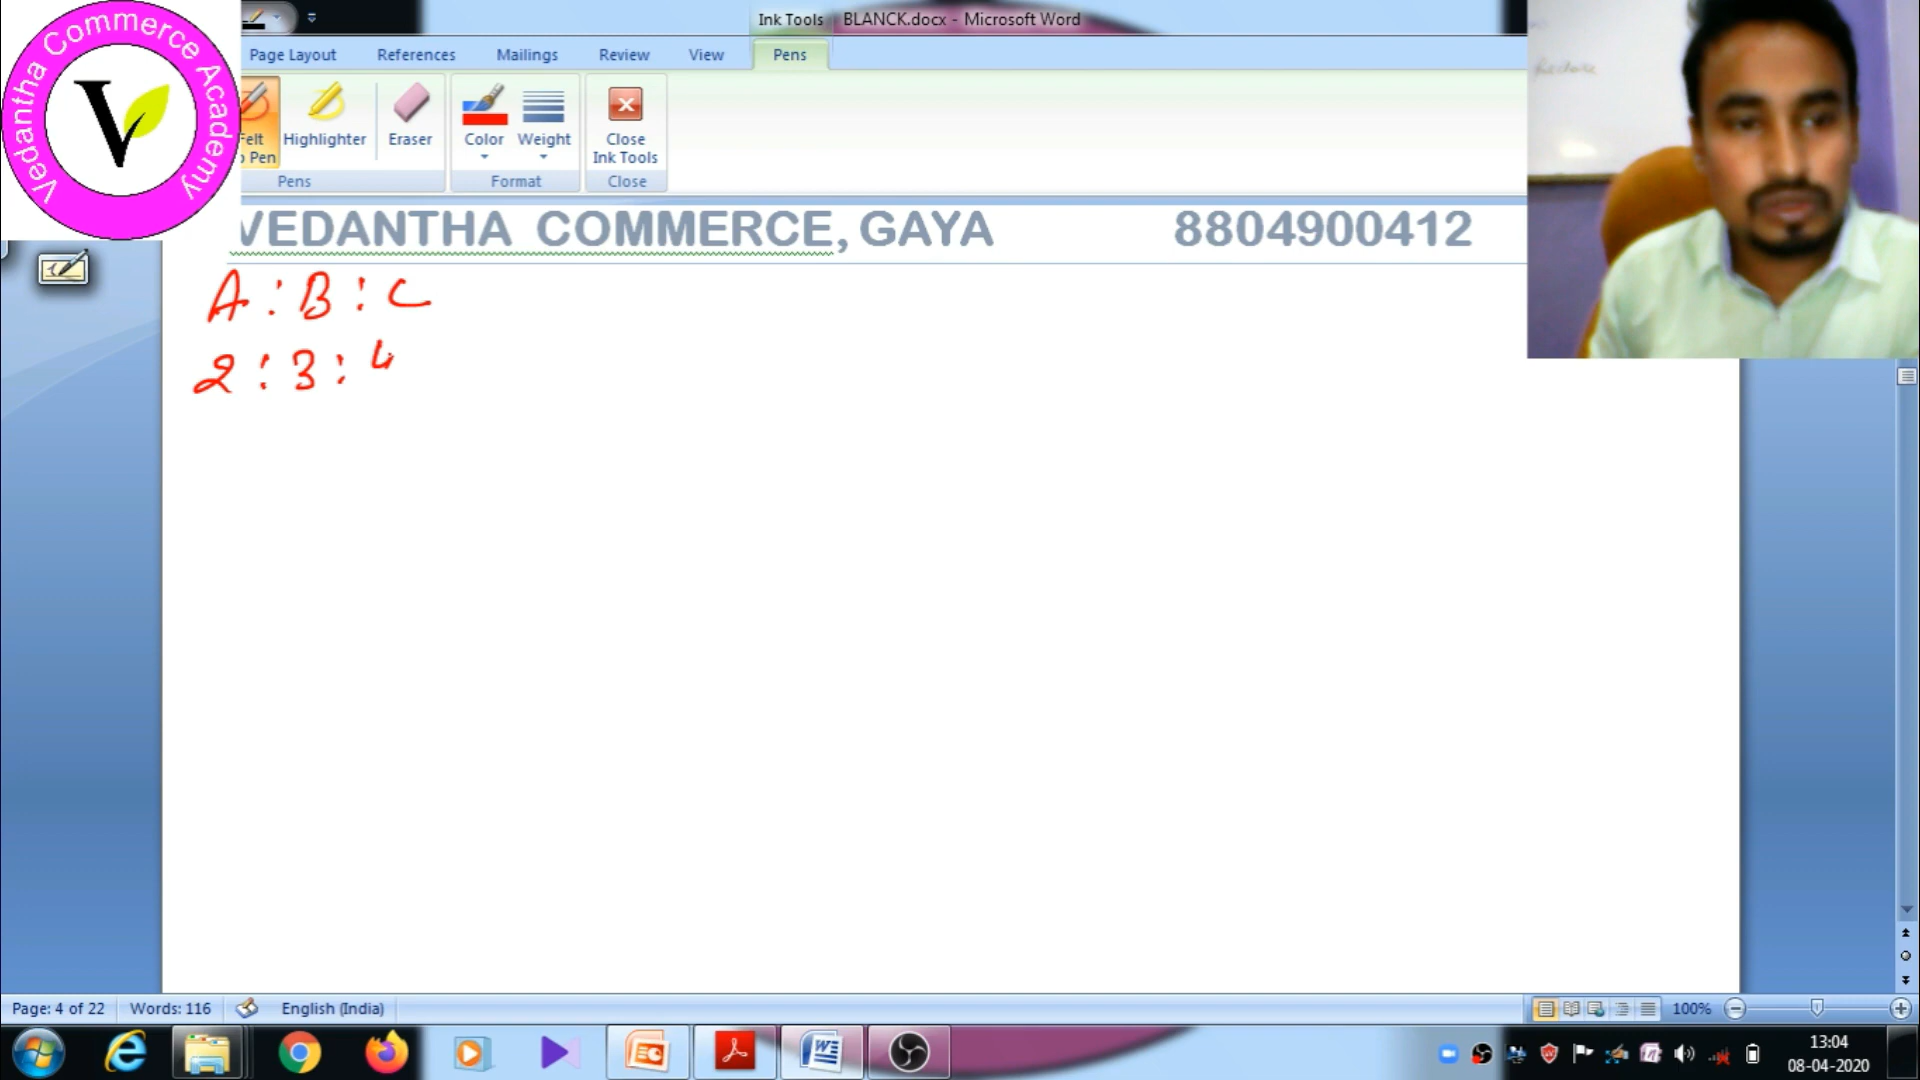 Vedantha Commerce Academy
V
Ink Tools BLANCK.docx - Microsoft Word
Page Layout References Mailings Review View Pens
Felt Highlighter Eraser Color Weight Close
Pen Ink Tools
Pens Format Close
VEDANTHA COMMERCE, GAYA 8804900412
A : B : C
2 : 3 : 4
Page: 4 of 22 Words: 116 English (India) 100%
13:04
08-04-2020